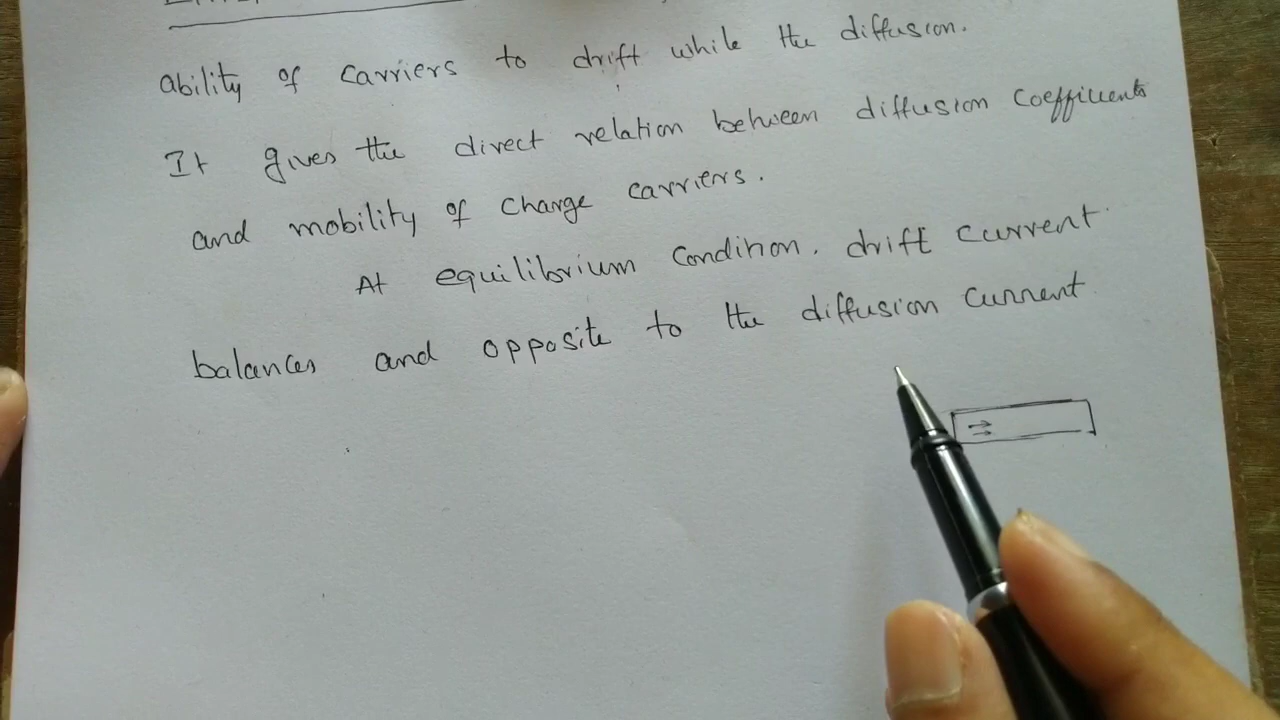 ability of carriers to drift while the diffusion.
It gives the direct relation between diffusion coefficients
and mobility of charge carriers.
At equilibrium condition, drift current
balances and opposite to the diffusion current